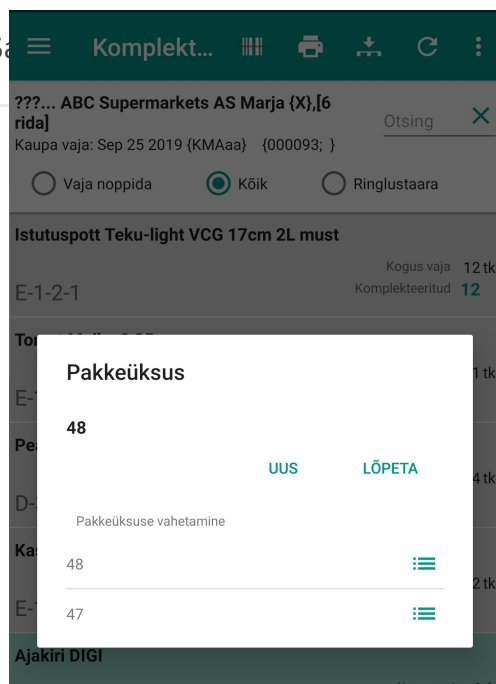 Komplekt...
???... ABC Supermarkets AS Marja {X},[6
rida]
Otsing
Kaupa vaja: Sep 25 2019 {KMAaa} {000093; }
Vaja noppida
Kõik
Ringlustaara
Istutuspott Teku-light VCG 17cm 2L must
Kogus vaja 12 tk
E-1-2-1
Komplekteeritud 12
1 tk
Pakkeüksus
48
UUS
LÕPETA
4 tk
D-
Pakkeüksuse vahetamine
48
2 tk
47
Ajakiri DIGI